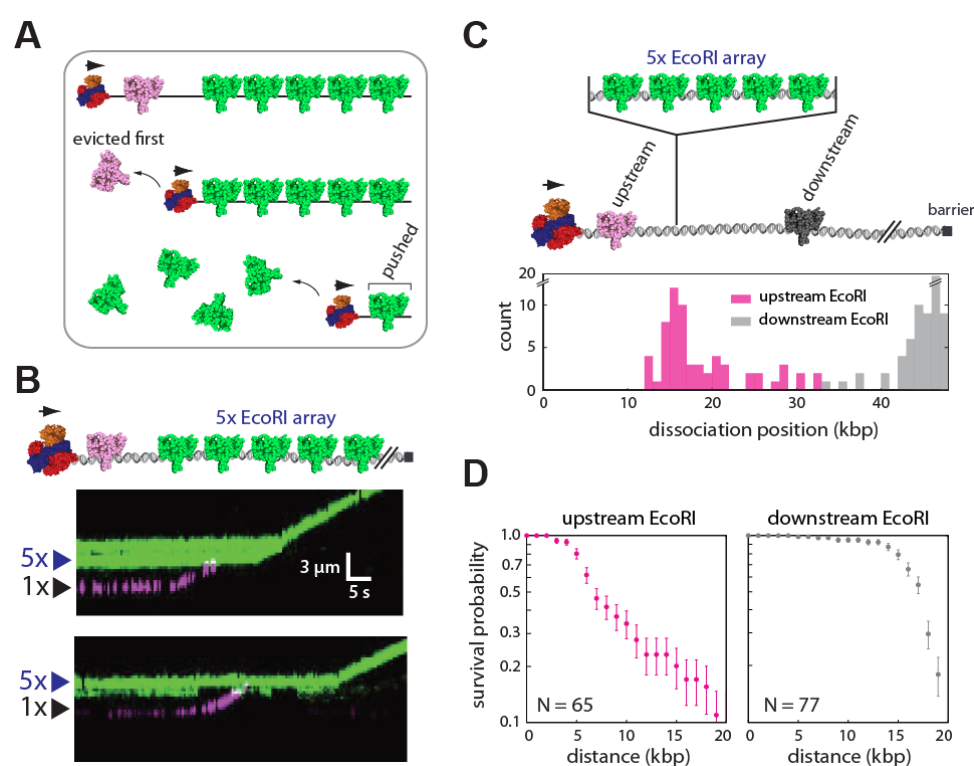 A
evicted first
pushed
B
5x EcoRI array
5x
1x
3 μm
5 s
5x
1x
C
5x EcoRI array
upstream
downstream
barrier
20
10
5
0
count
upstream EcoRI
downstream EcoRI
0 10 20 30 40
dissociation position (kbp)
D
upstream EcoRI
downstream EcoRI
1.0
0.7
0.5
0.3
0.2
0.1
survival probability
N = 65
N = 77
0 5 10 15 20
0 5 10 15 20
distance (kbp)
distance (kbp)